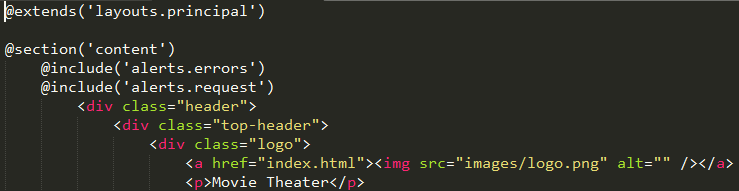 @extends('layouts.principal')
@section('content')
@include('alerts.errors')
@include('alerts.request')
<div class="header">
<div class="top-header">
<div class="logo">
<a href="index.html"><img src="images/logo.png" alt="" /></a>
<p>Movie Theater</p>